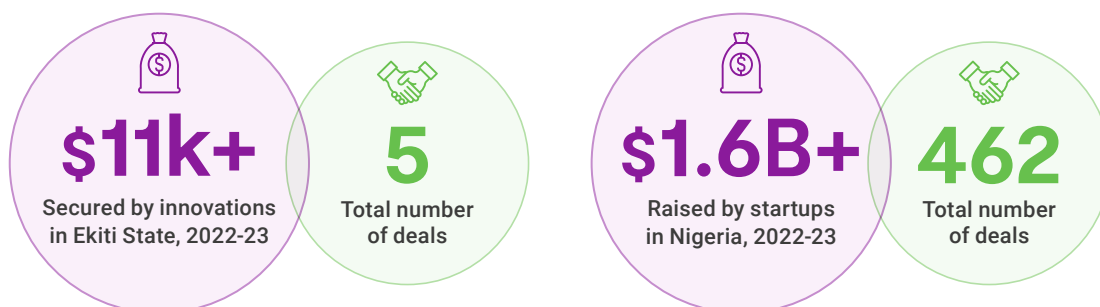 $11k+
Secured by innovations
in Ekiti State, 2022-23
5
Total number
of deals
$1.6B+
Raised by startups
in Nigeria, 2022-23
462
Total number
of deals